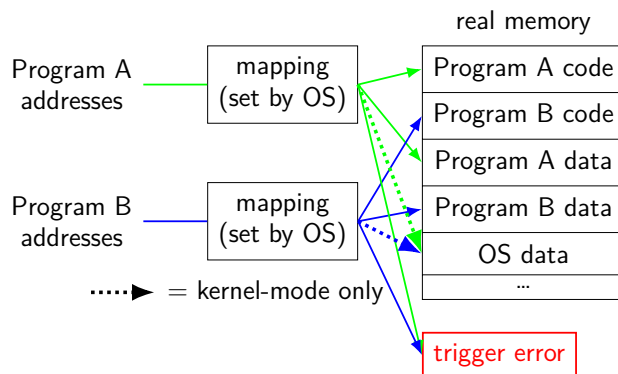 real memory
Program A
addresses
mapping
(set by OS)
Program A code
Program B code
Program A data
Program B data
OS data
...
Program B
addresses
mapping
(set by OS)
= kernel-mode only
trigger error